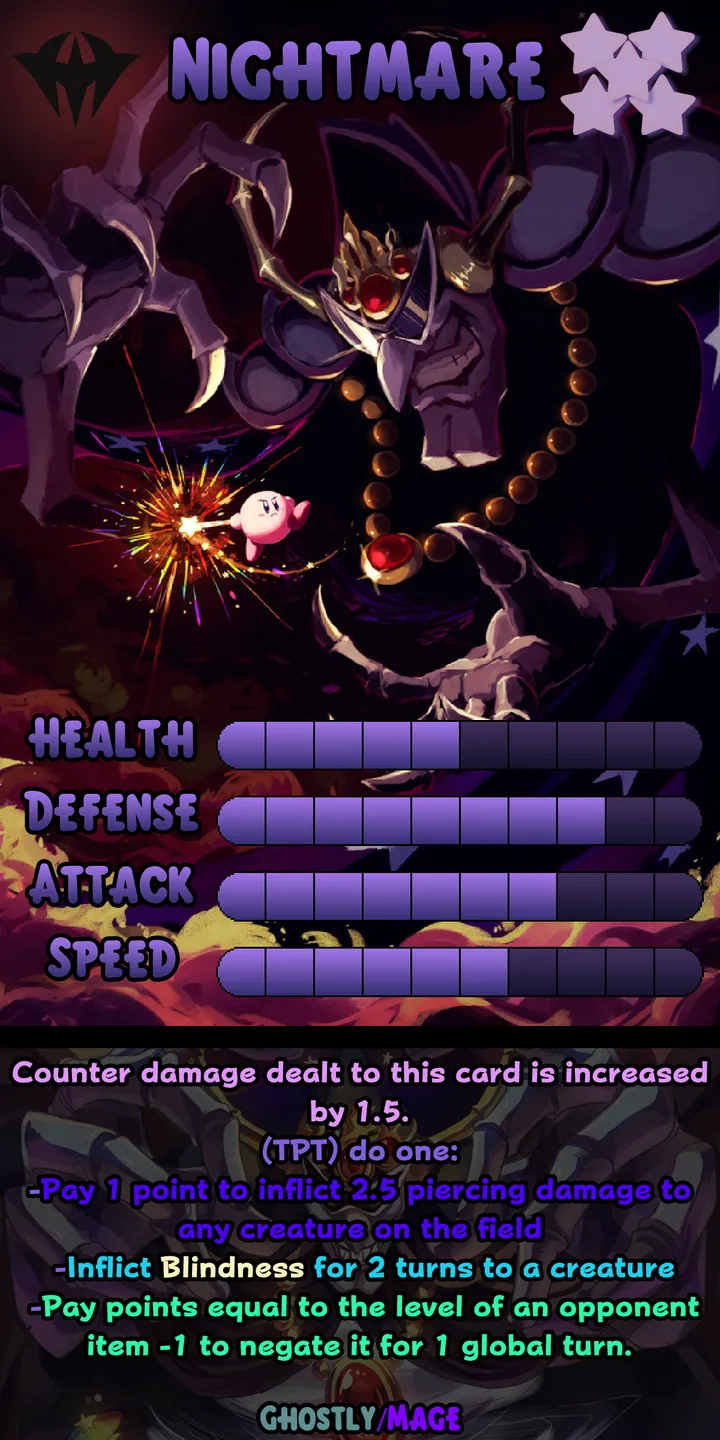 NIGHTMARE
HEALTH
DEFENSE
ATTACK
SPEED
Counter damage dealt to this card is increased
by 1.5.
(TPT) do one:
-Pay 1 point to inflict 2.5 piercing damage to
any creature on the field
-Inflict Blindness for 2 turns to a creature
-Pay points equal to the level of an opponent
item -1 to negate it for 1 global turn.
GHOSTLY/MAGE